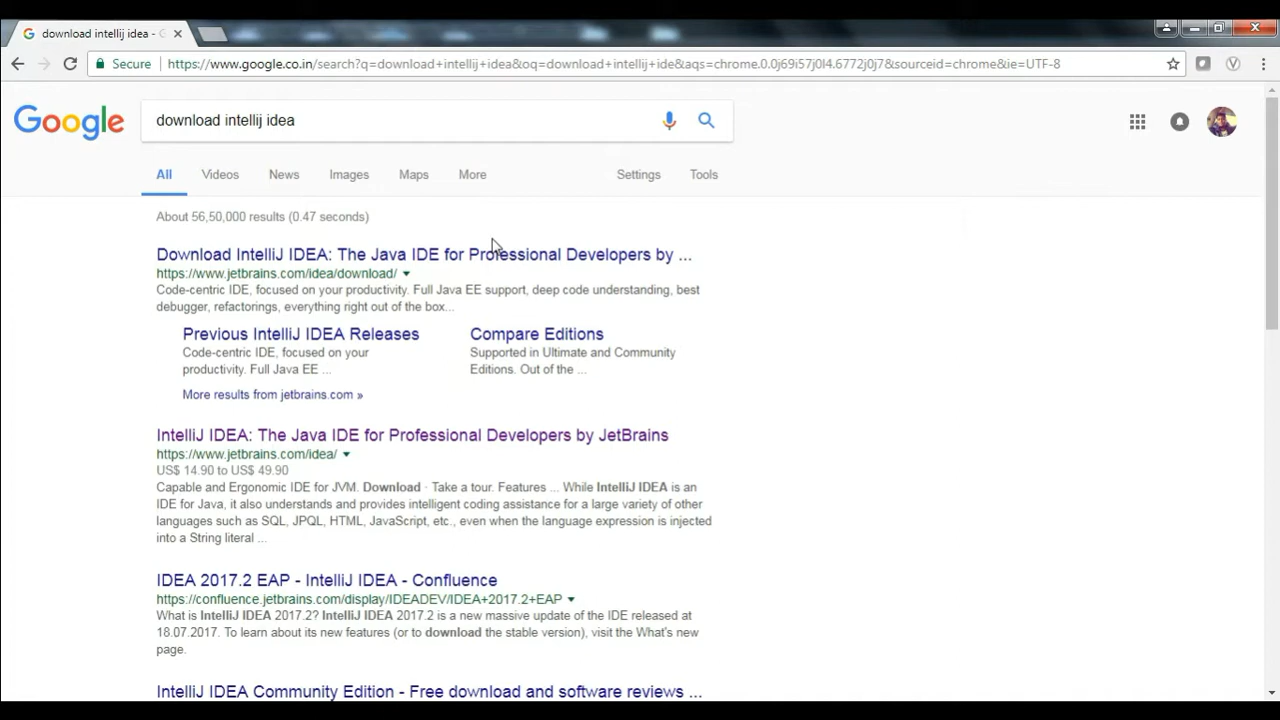 download intellij idea - G
Secure
https://www.google.co.in/search?q=download+intellij+idea&oq=download+intellij+ide&aqs=chrome.0.0j69i57j0l4.6772j0j7&sourceid=chrome&ie=UTF-8
Google
download intellij idea
All Videos News Images Maps More Settings Tools
About 56,50,000 results (0.47 seconds)
Download IntelliJ IDEA: The Java IDE for Professional Developers by ...
https://www.jetbrains.com/idea/download/
Code-centric IDE, focused on your productivity. Full Java EE support, deep code understanding, best
debugger, refactorings, everything right out of the box...
Previous IntelliJ IDEA Releases
Code-centric IDE, focused on your
productivity. Full Java EE ...
Compare Editions
Supported in Ultimate and Community
Editions. Out of the ...
More results from jetbrains.com »
IntelliJ IDEA: The Java IDE for Professional Developers by JetBrains
https://www.jetbrains.com/idea/
US$ 14.90 to US$ 49.90
Capable and Ergonomic IDE for JVM. Download · Take a tour. Features ... While IntelliJ IDEA is an
IDE for Java, it also understands and provides intelligent coding assistance for a large variety of other
languages such as SQL, JPQL, HTML, JavaScript, etc., even when the language expression is injected
into a String literal ...
IDEA 2017.2 EAP - IntelliJ IDEA - Confluence
https://confluence.jetbrains.com/display/IDEADEV/IDEA+2017.2+EAP
What is IntelliJ IDEA 2017.2? IntelliJ IDEA 2017.2 is a new massive update of the IDE released at
18.07.2017. To learn about its new features (or to download the stable version), visit the What's new
page.
IntelliJ IDEA Community Edition - Free download and software reviews ...